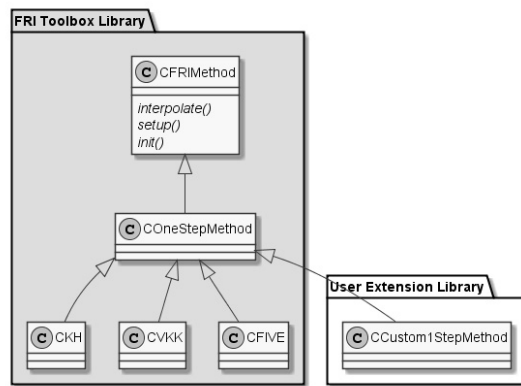 FRI Toolbox Library
C CFRIMethod
interpolate()
setup()
init()
C COneStepMethod
User Extension Library
C CKH
C CVKK
C CFIVE
C CCustom1StepMethod